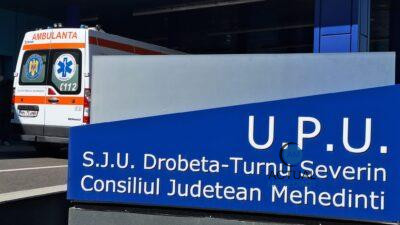 AMBULANTA
112
U.P.U.
S.J.U. Drobeta-Turnu Severin
Consiliul Judetean Mehedinti